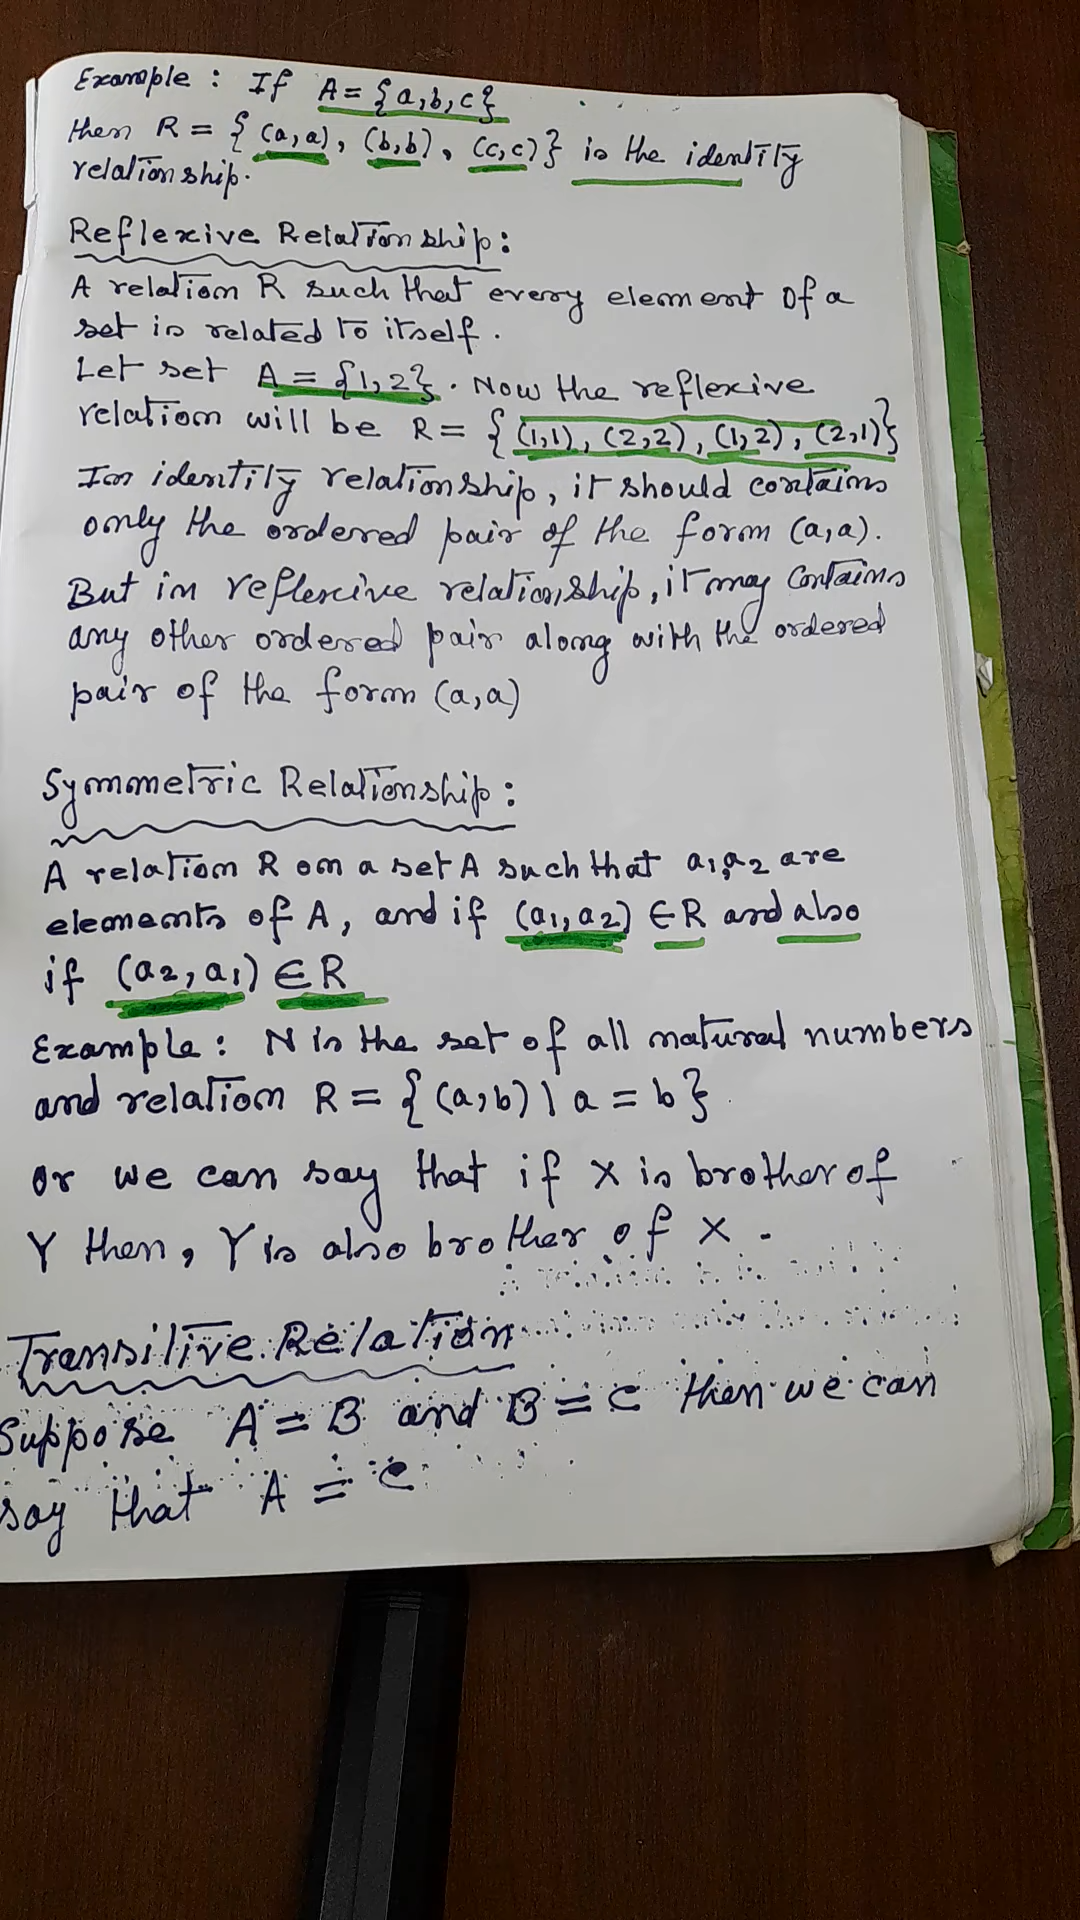 Example : If A = {a,b,c}
then R = { (a,a), (b,b), (c,c)} is the identity
relationship.
Reflexive Relationship :
A relation R such that every element of a
set is related to itself.
Let set A = {1,2}. Now the reflexive
relation will be R = { (1,1), (2,2), (1,2), (2,1)}
In identity relationship, it should contains
only the ordered pair of the form (a,a).
But in reflexive relationship, it may contains
any other ordered pair along with the ordered
pair of the form (a,a)
Symmetric Relationship :
A relation R on a set A such that a₁,a₂ are
elements of A, and if (a₁,a₂) ∈ R and also
if (a₂,a₁) ∈ R
Example : N is the set of all natural numbers
and relation R = { (a,b) \ a = b}
or we can say that if X is brother of
Y then, Y is also brother of X.
Transitive Relation
Suppose A = B and B = C then we can
say that A = C